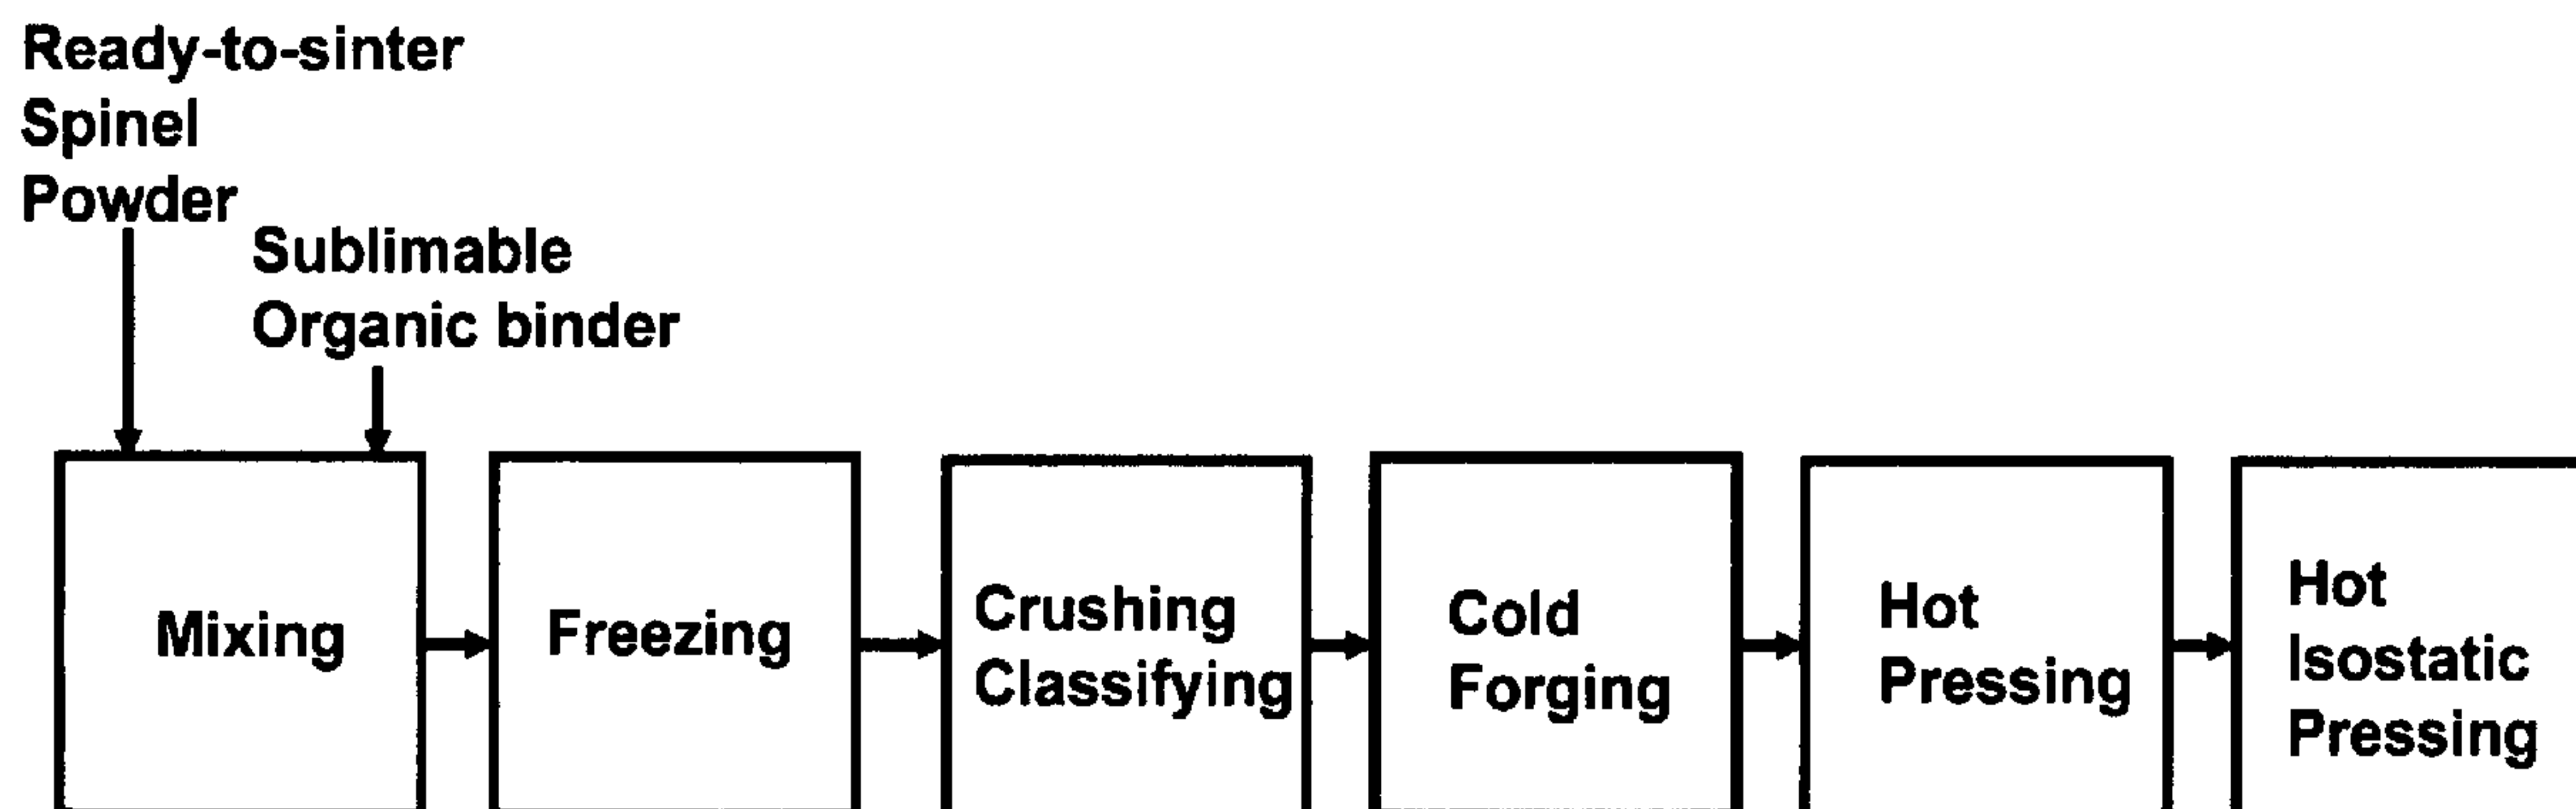 Ready-to-sinter
Spinel
Powder
Sublimable
Organic binder
Mixing
Freezing
Crushing
Classifying
Cold
Forging
Hot
Pressing
Hot
Isostatic
Pressing